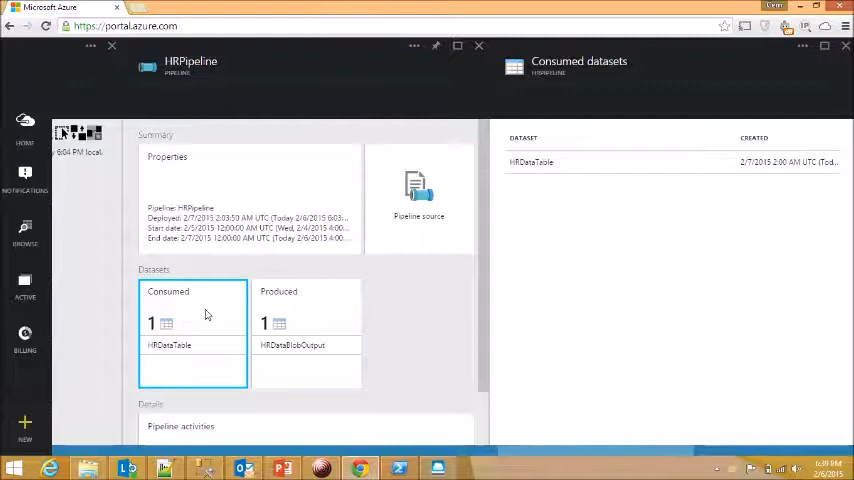 Microsoft Azure
Cem
https://portal.azure.com
HRPipeline
PIPELINE
Consumed datasets
HRPIPELINE
HOME
NOTIFICATIONS
BROWSE
ACTIVE
BILLING
NEW
y 6:04 PM local.
Summary
Properties
Pipeline: HRPipeline
Deployed: 2/7/2015 2:03:50 AM UTC (Today 2/6/2015 6:03:...
Start date: 2/5/2015 12:00:00 AM UTC (Wed, 2/4/2015 4:00:...
End date: 2/7/2015 12:00:00 AM UTC (Today 2/6/2015 4:00:...
Pipeline source
Datasets
Consumed
1
HRDataTable
Produced
1
HRDataBlobOutput
Details
Pipeline activities
DATASET
CREATED
HRDataTable
2/7/2015 2:00 AM UTC (Tod...
6:39 PM
2/6/2015